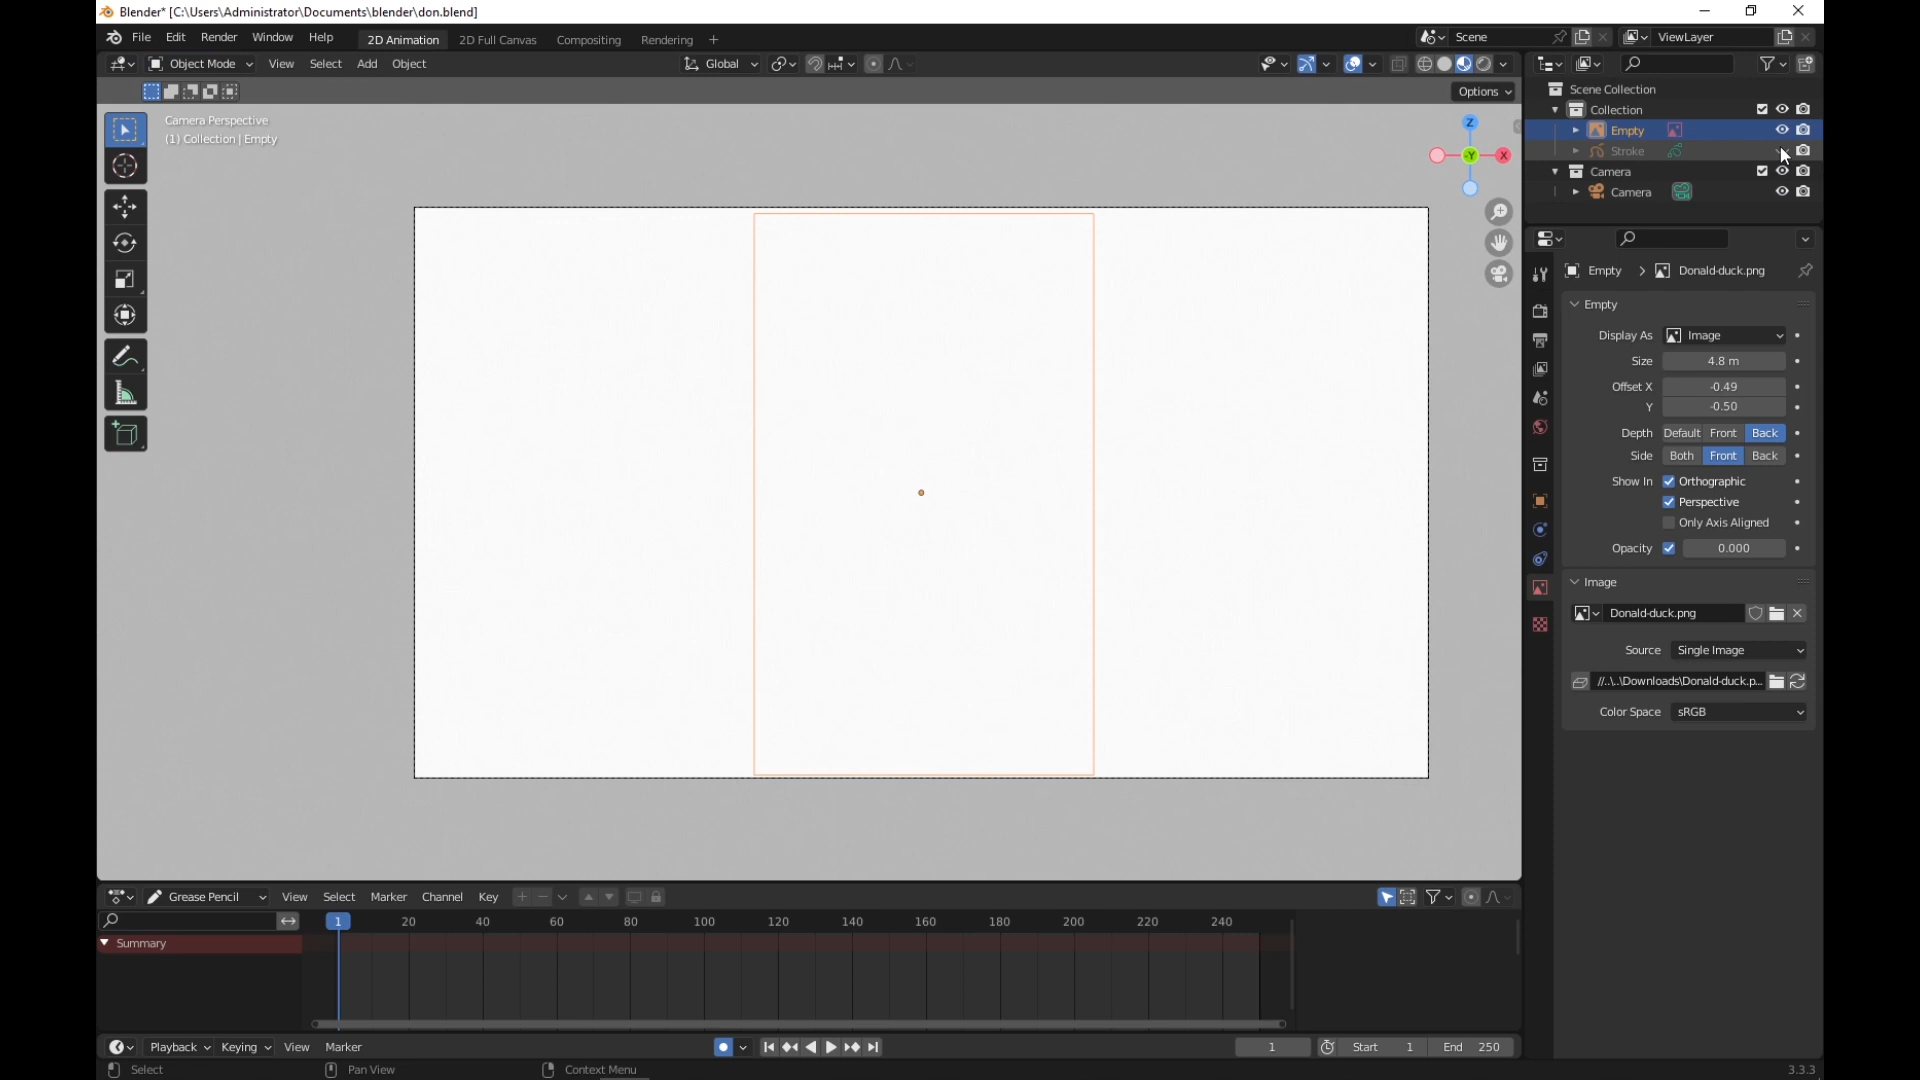 Blender* [C:\Users\Administrator\Documents\blender\don.blend]
File Edit Render Window Help 2D Animation 2D Full Canvas Compositing Rendering Scene ViewLayer
Object Mode View Select Add Object Global
Options
Camera Perspective
(1) Collection | Empty
Z
-Y
X
Scene Collection
Collection
Empty
Stroke
Camera
Camera
Empty Donald-duck.png
Empty
Display As Image
Size 4.8 m
Offset X -0.49
Y -0.50
Depth Default Front Back
Side Both Front Back
Show In Orthographic
Perspective
Only Axis Aligned
Opacity 0.000
Image
Donald-duck.png
Source Single Image
//..\..\Downloads\Donald-duck.p...
Color Space sRGB
Grease Pencil View Select Marker Channel Key
1 20 40 60 80 100 120 140 160 180 200 220 240
Summary
Playback Keying View Marker 1 Start 1 End 250
Select Pan View Context Menu 3.3.3